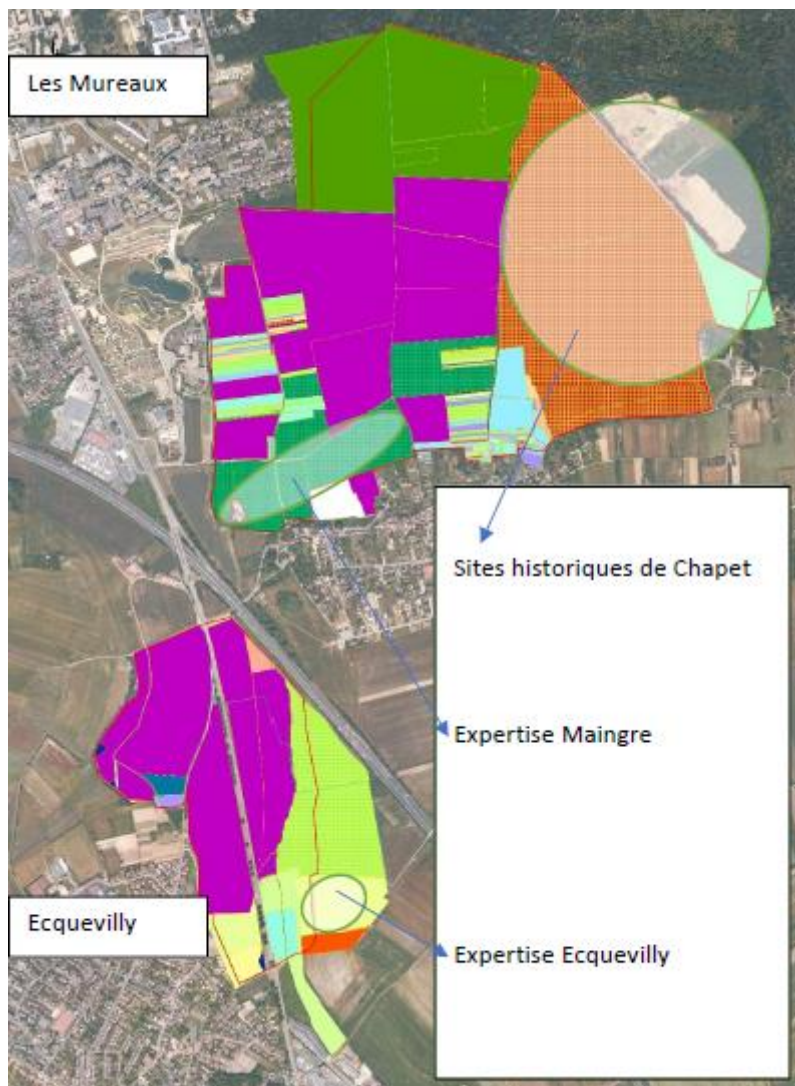 Les Mureaux
Sites historiques de Chapet
Expertise Maingre
Ecquevilly
Expertise Ecquevilly